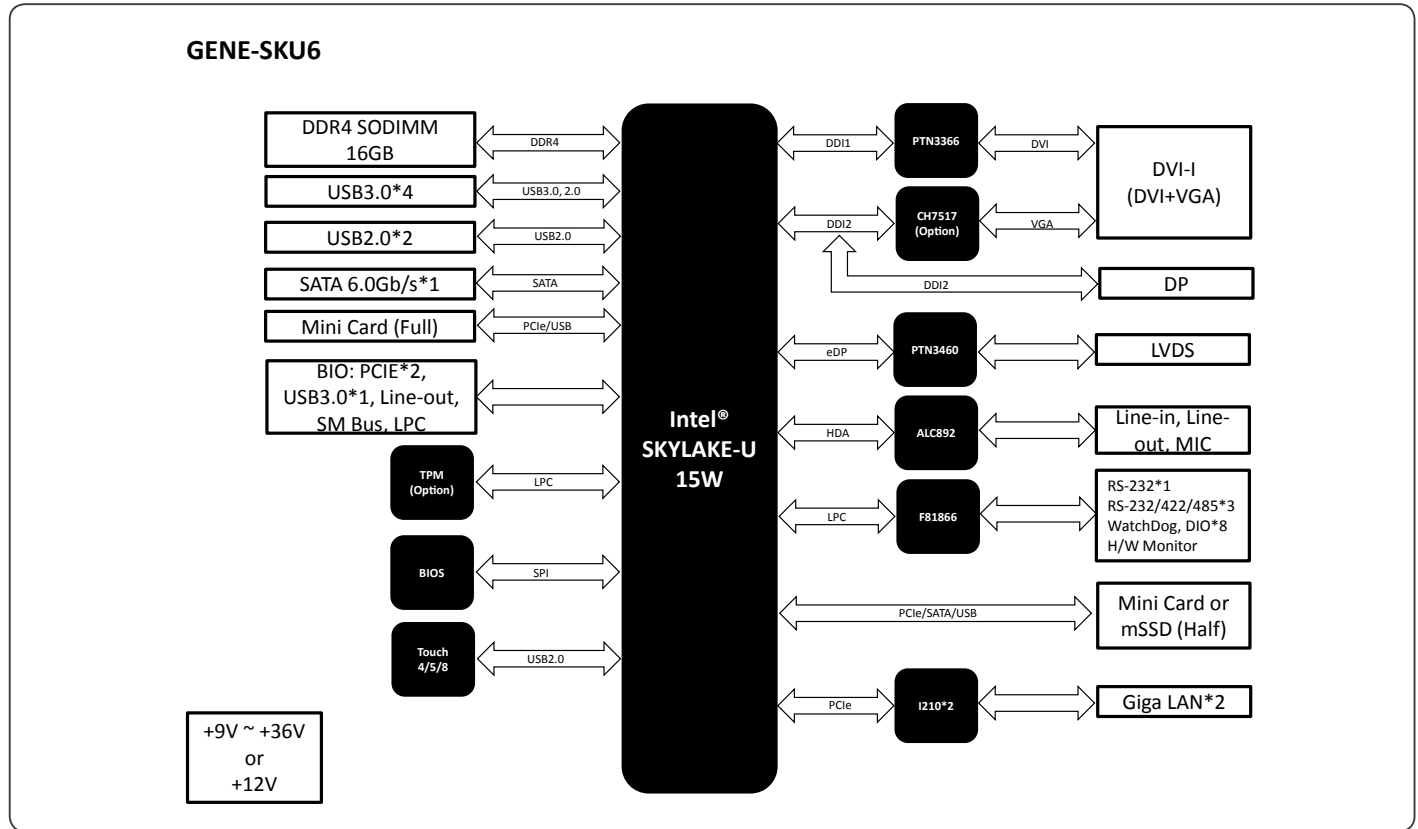 GENE-SKU6
DDR4 SODIMM
16GB
DDR4
USB3.0*4
USB3.0, 2.0
USB2.0*2
USB2.0
SATA 6.0Gb/s*1
SATA
Mini Card (Full)
PCIe/USB
BIO: PCIE*2,
USB3.0*1, Line-out,
SM Bus, LPC
TPM
(Option)
LPC
BIOS
SPI
Touch
4/5/8
USB2.0
+9V ~ +36V
or
+12V
Intel®
SKYLAKE-U
15W
DDI1
PTN3366
DVI
DVI-I
(DVI+VGA)
DDI2
CH7517
(Option)
VGA
DDI2
DP
eDP
PTN3460
LVDS
HDA
ALC892
Line-in, Line-
out, MIC
LPC
F81866
RS-232*1
RS-232/422/485*3
WatchDog, DIO*8
H/W Monitor
PCIe/SATA/USB
Mini Card or
mSSD (Half)
PCIe
I210*2
Giga LAN*2